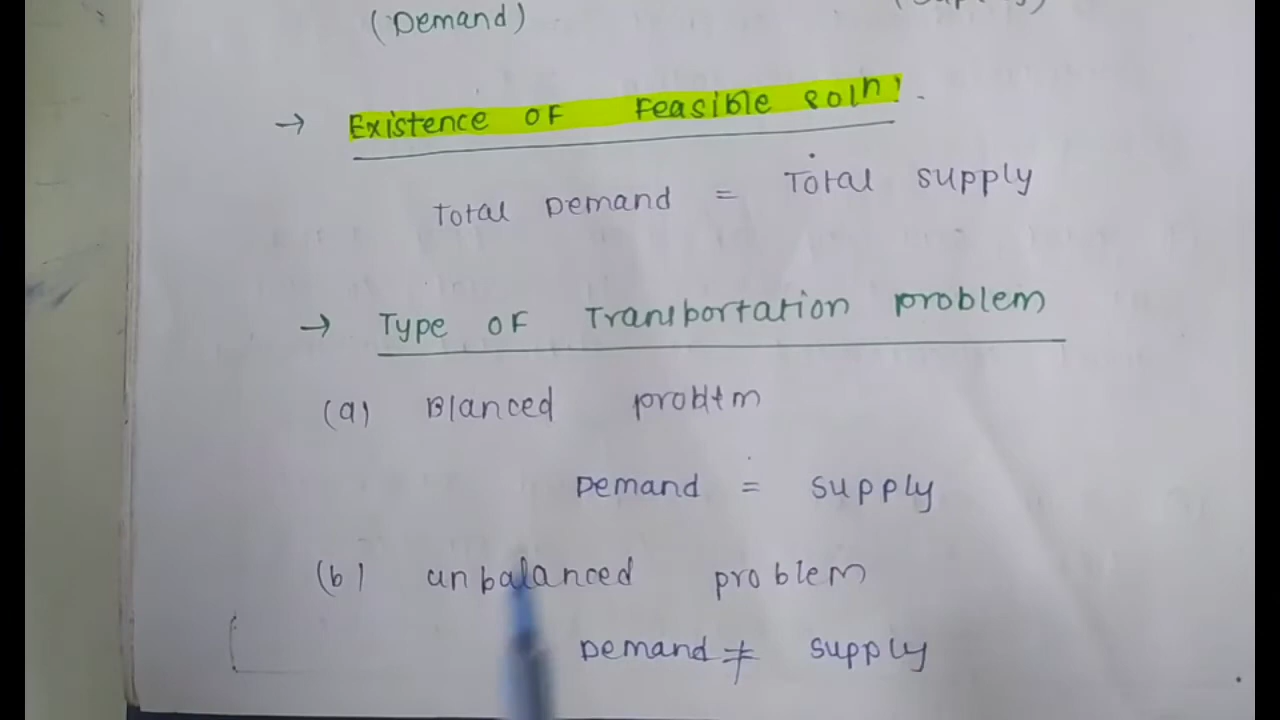 (Demand)
→ Existence of Feasible soln:
Total Demand = Total supply
→ Type of Transportation problem
(a) Blanced problem
Demand = supply
(b) unbalanced problem
Demand ≠ supply